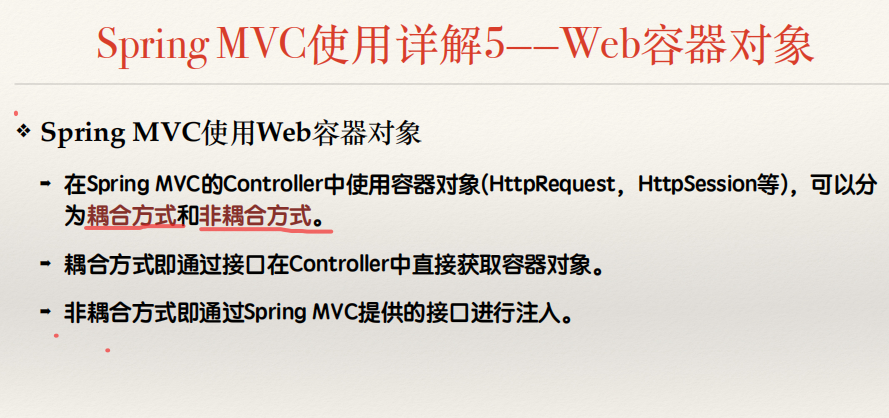 Spring MVC使用详解5——Web容器对象
❖ Spring MVC使用Web容器对象
➡ 在Spring MVC的Controller中使用容器对象(HttpRequest，HttpSession等)，可以分
为耦合方式和非耦合方式。
➡ 耦合方式即通过接口在Controller中直接获取容器对象。
➡ 非耦合方式即通过Spring MVC提供的接口进行注入。